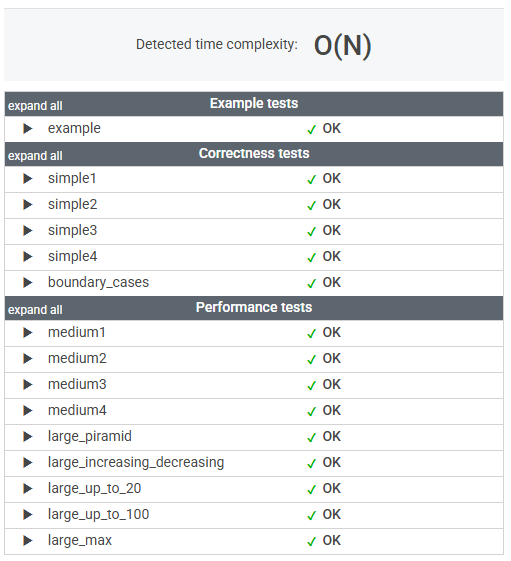 Detected time complexity: O(N)
expand all Example tests
example OK
expand all Correctness tests
simple1 OK
simple2 OK
simple3 OK
simple4 OK
boundary_cases OK
expand all Performance tests
medium1 OK
medium2 OK
medium3 OK
medium4 OK
large_piramid OK
large_increasing_decreasing OK
large_up_to_20 OK
large_up_to_100 OK
large_max OK